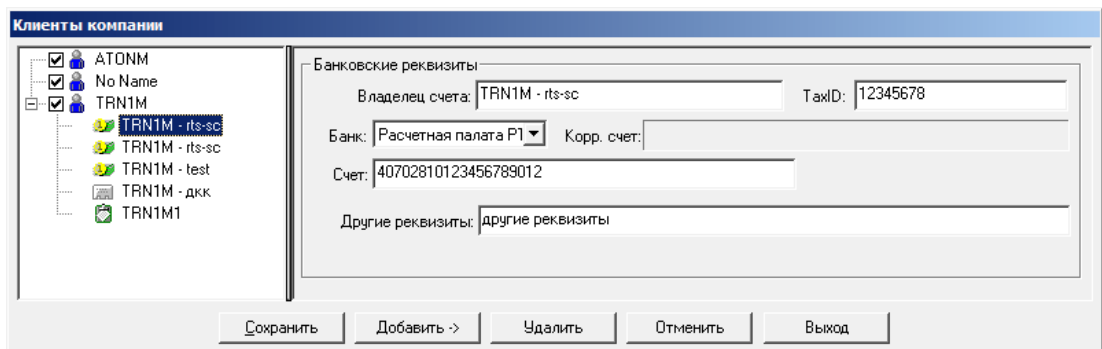 Клиенты компании
ATONM
No Name
TRN1M
TRN1M - rts-sc
TRN1M - rts-sc
TRN1M - test
TRN1M - дкк
TRN1M1
Банковские реквизиты
Владелец счета: TRN1M - rts-sc TaxID: 12345678
Банк: Расчетная палата РТ Корр. счет:
Счет: 40702810123456789012
Другие реквизиты: другие реквизиты
Сохранить Добавить -> Удалить Отменить Выход